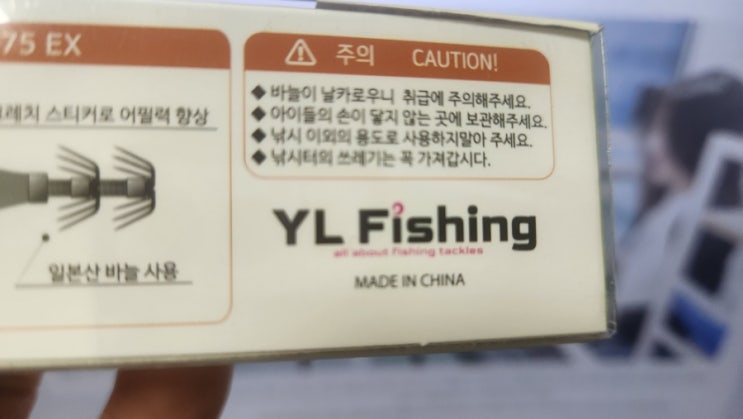 75 EX
스티커로 어필력 향상
일본산 바늘 사용
주의 CAUTION!
◆ 바늘이 날카로우니 취급에 주의해주세요.
◆ 아이들의 손이 닿지 않는 곳에 보관해주세요.
◆ 낚시 이외의 용도로 사용하지말아 주세요.
◆ 낚시터의 쓰레기는 꼭 가져갑시다.
YL Fishing
all about fishing tackles
MADE IN CHINA